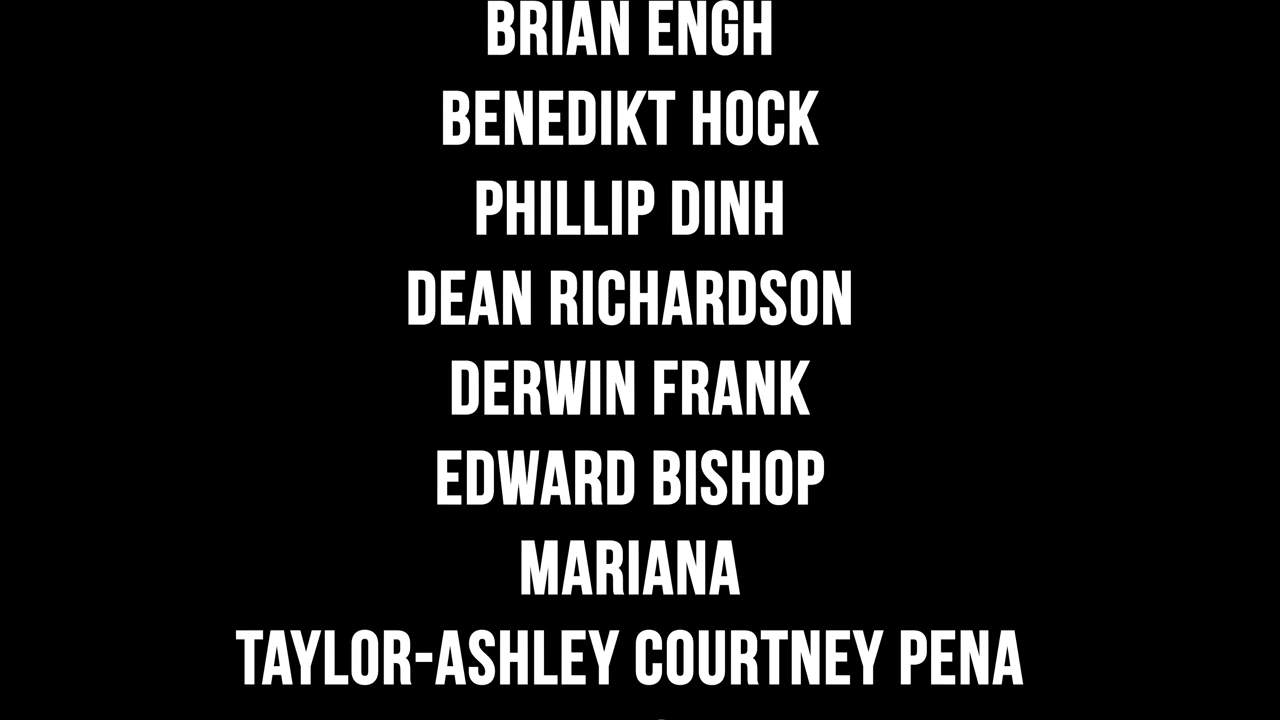 BRIAN ENGH
BENEDIKT HOCK
PHILLIP DINH
DEAN RICHARDSON
DERWIN FRANK
EDWARD BISHOP
MARIANA
TAYLOR-ASHLEY COURTNEY PENA